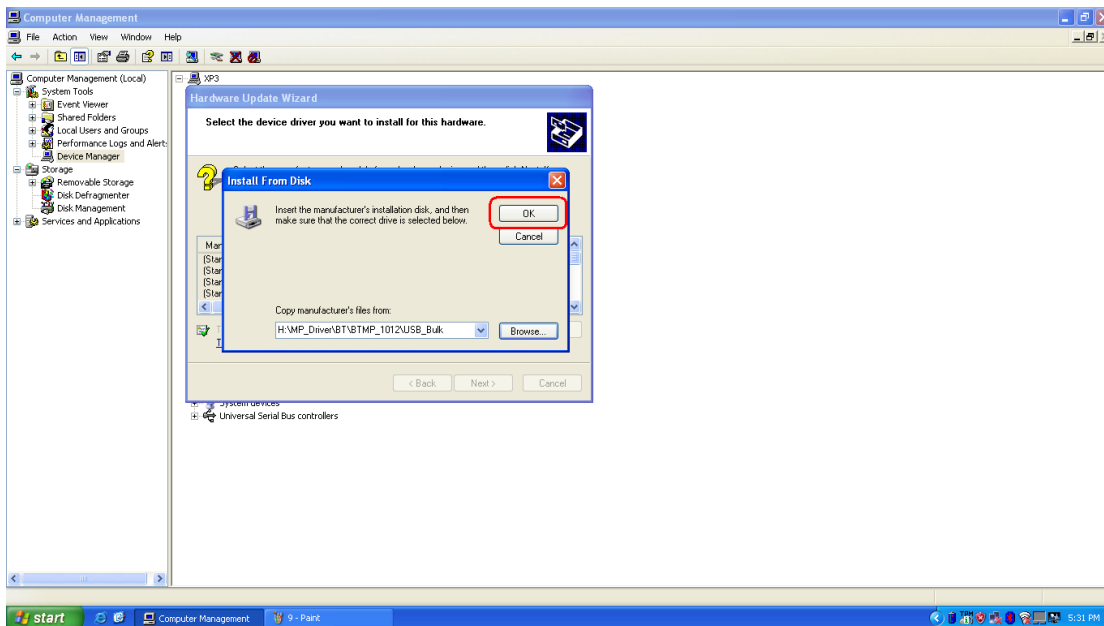 Computer Management
File Action View Window Help
Computer Management (Local)
System Tools
Event Viewer
Shared Folders
Local Users and Groups
Performance Logs and Alert:
Device Manager
Storage
Removable Storage
Disk Defragmenter
Disk Management
Services and Applications
XP3
Hardware Update Wizard
Select the device driver you want to install for this hardware.
Install From Disk
Insert the manufacturer's installation disk, and then
make sure that the correct drive is selected below.
OK
Cancel
Mar
(Star
(Star
(Star
(Star
Copy manufacturer's files from:
H:\MP_Driver\BT\BTMP_1012\USB_Bulk
Browse...
< Back Next > Cancel
System devices
Universal Serial Bus controllers
start
Computer Management
9 - Paint
5:31 PM